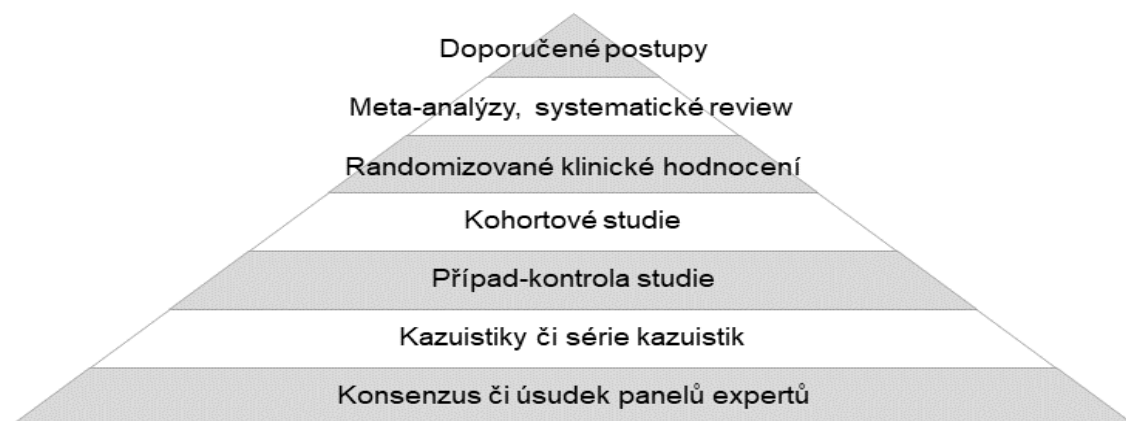 Doporučené postupy
Meta-analýzy, systematické review
Randomizované klinické hodnocení
Kohortové studie
Případ-kontrola studie
Kazuistiky či série kazuistik
Konsenzus či úsudek panelů expertů